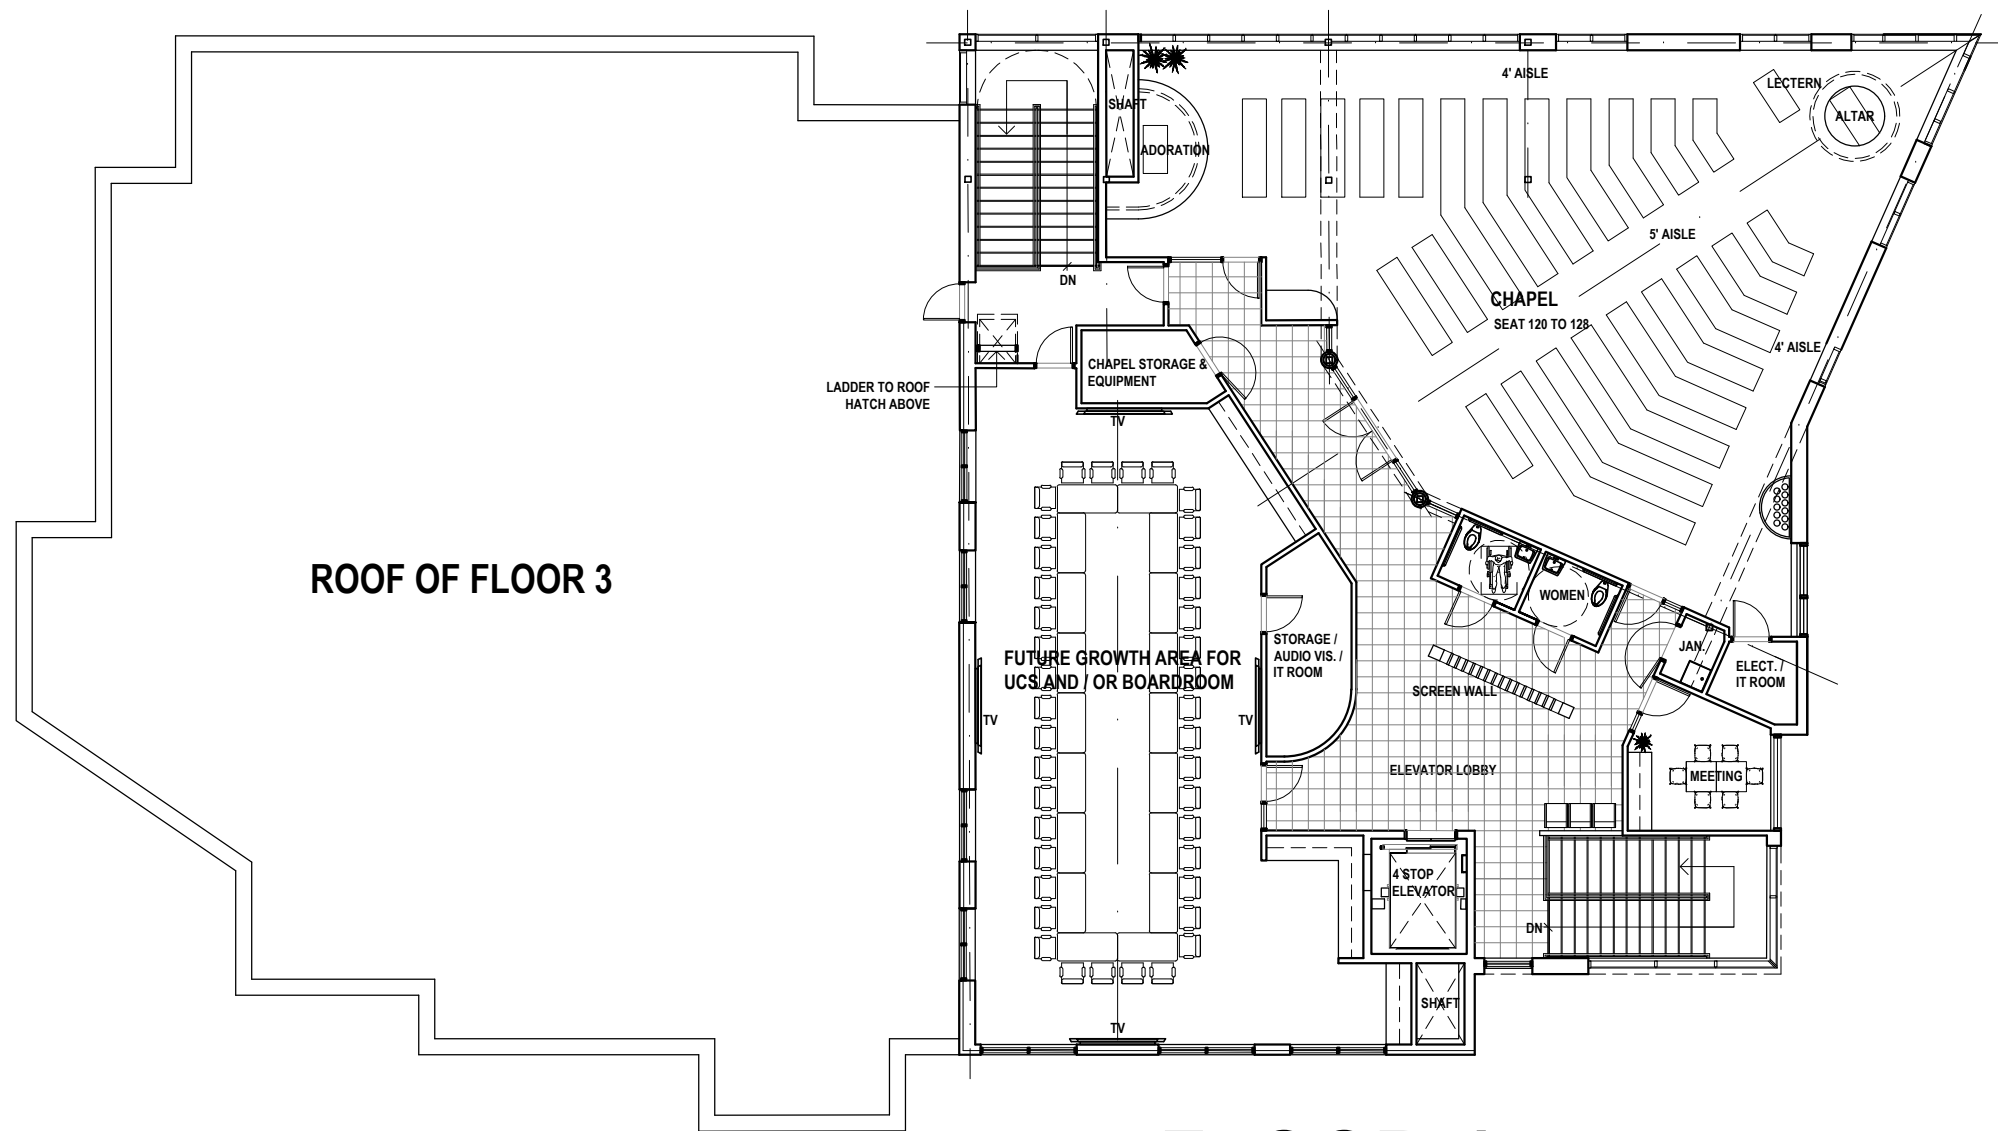 4' AISLE
LECTERN
SHAFT
ALTAR
ADORATION
5' AISLE
DN
CHAPEL
SEAT 120 TO 128
4' AISLE
CHAPEL STORAGE &
EQUIPMENT
LADDER TO ROOF
HATCH ABOVE
TV
ROOF OF FLOOR 3
WOMEN
STORAGE /
AUDIO VIS. /
IT ROOM
JAN.
FUTURE GROWTH AREA FOR
UCS AND / OR BOARDROOM
ELECT. /
IT ROOM
SCREEN WALL
TV
TV
ELEVATOR LOBBY
MEETING
4 STOP
ELEVATOR
DN
SHAFT
TV